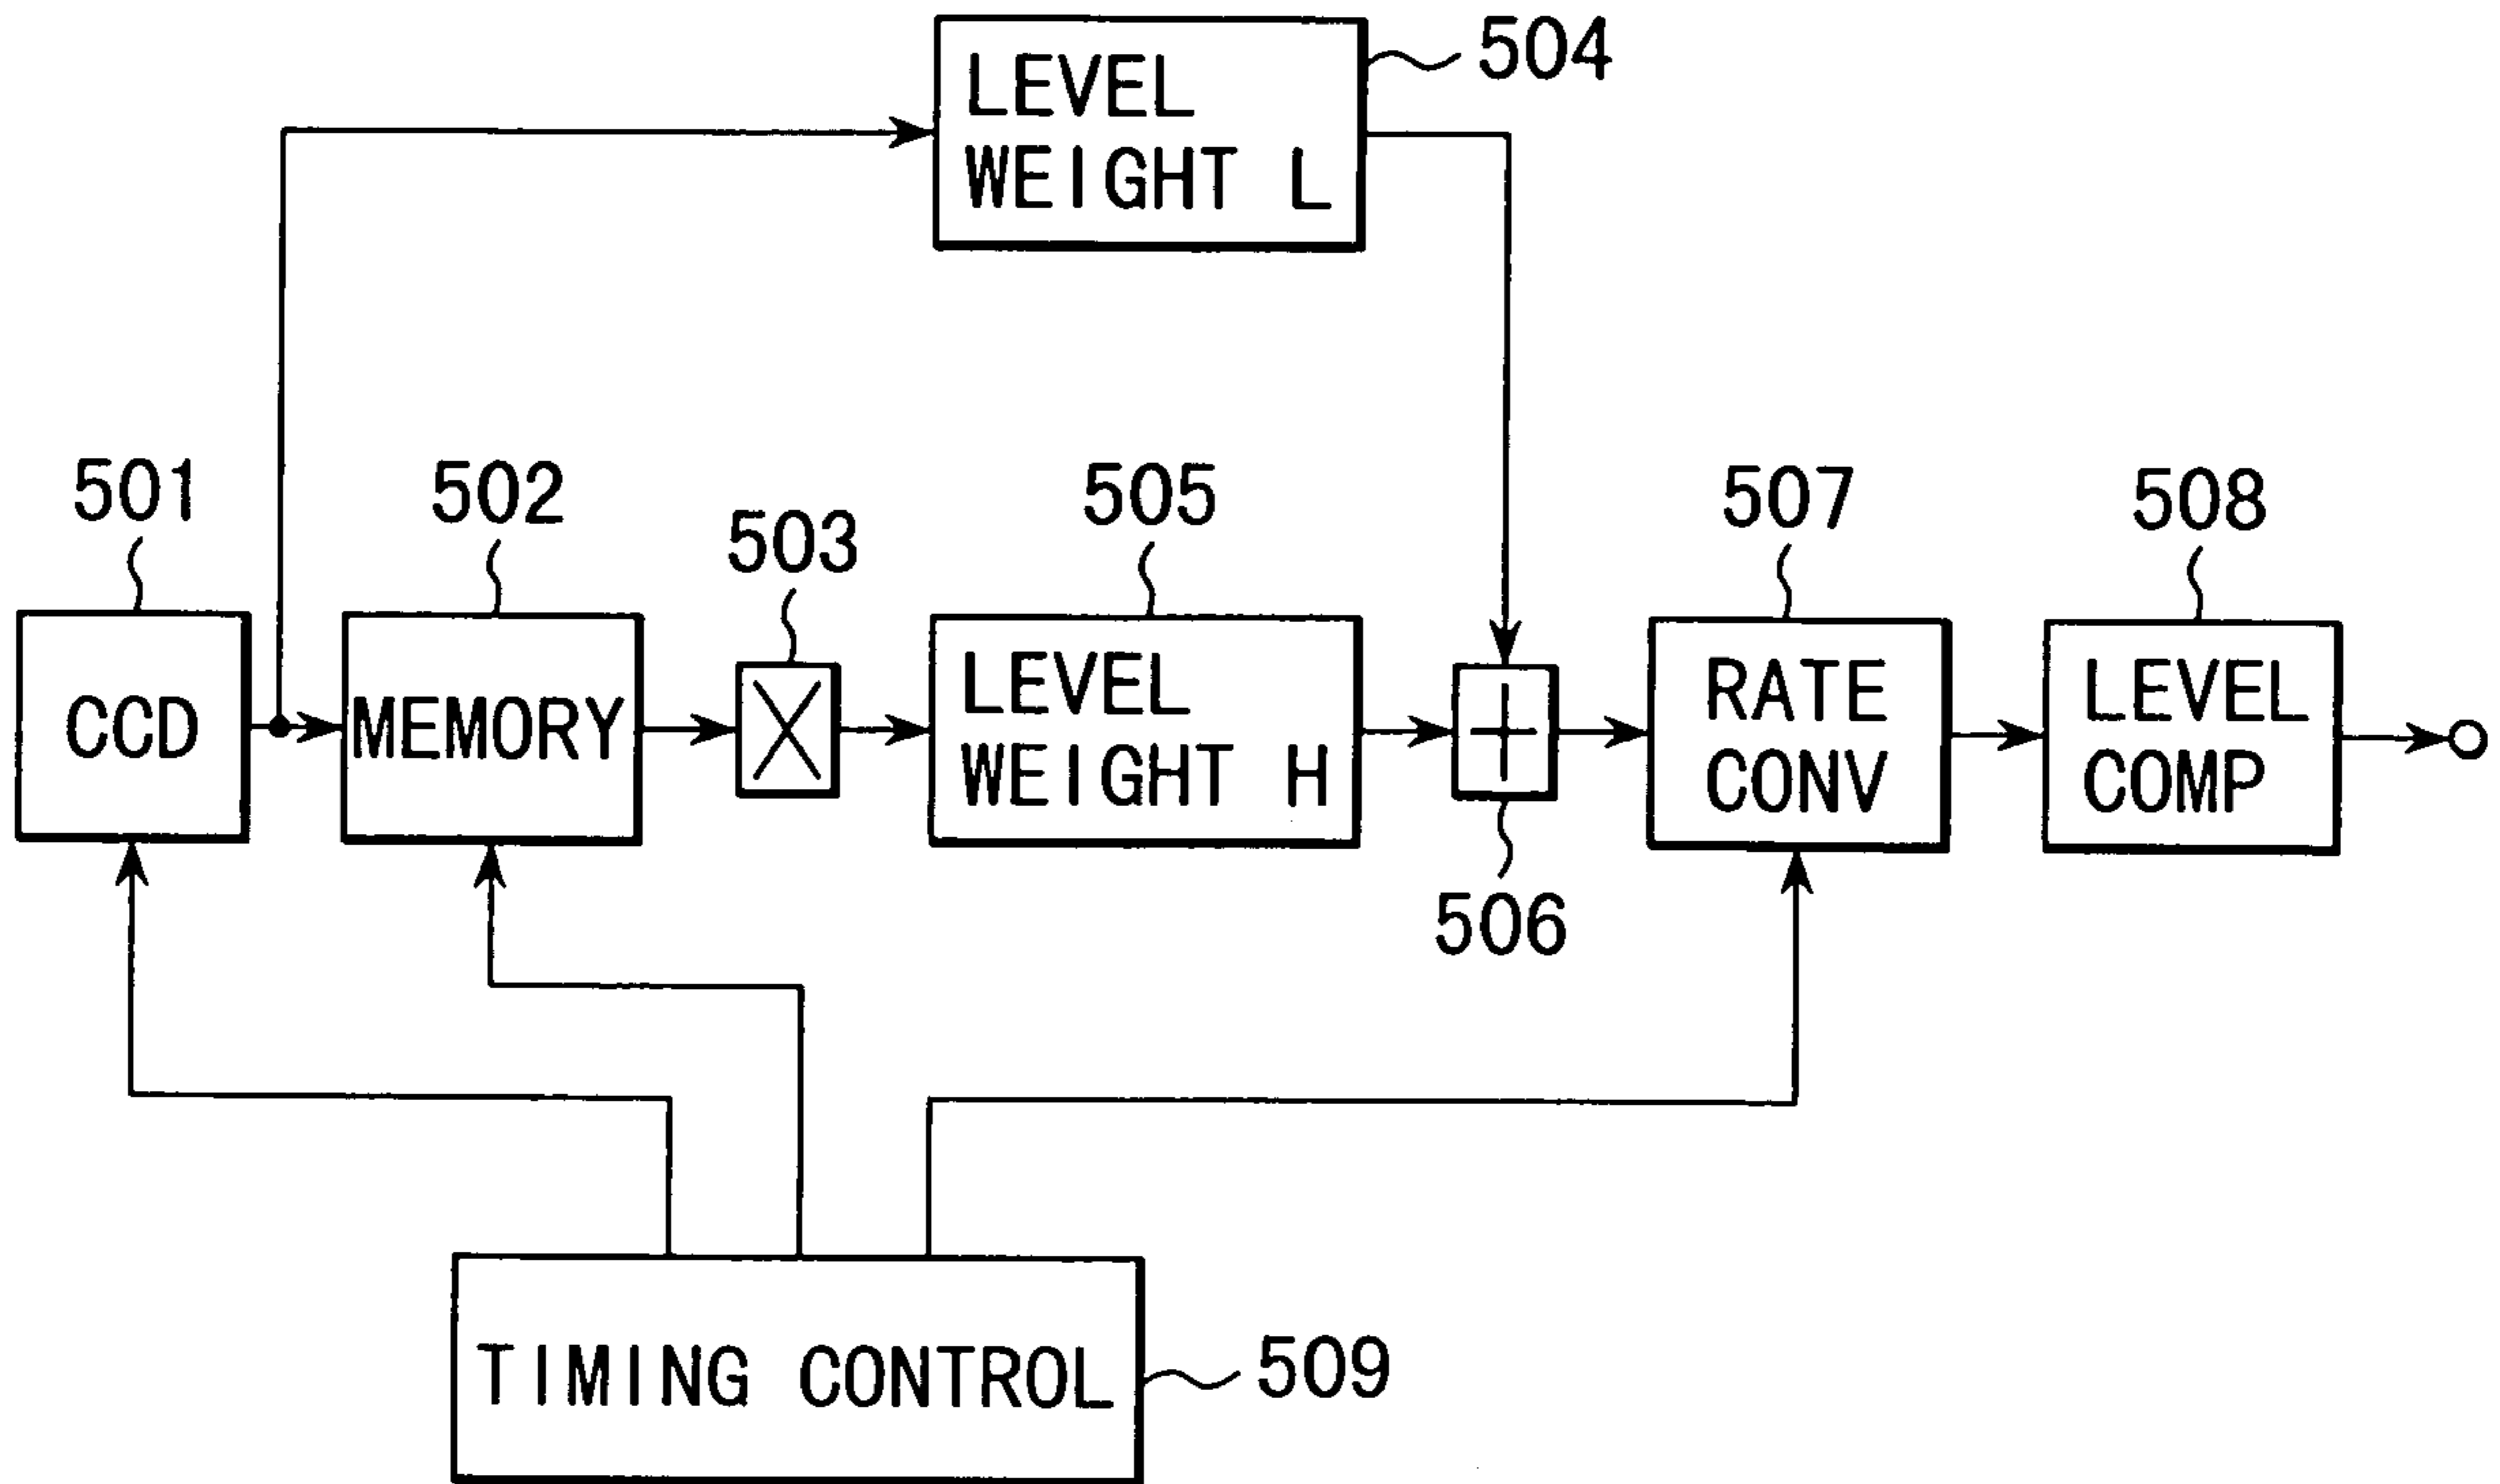 504
LEVEL
WEIGHT L
501
502
503
505
507
508
CCD
MEMORY
LEVEL
WEIGHT H
RATE
CONV
LEVEL
COMP
506
TIMING CONTROL
509